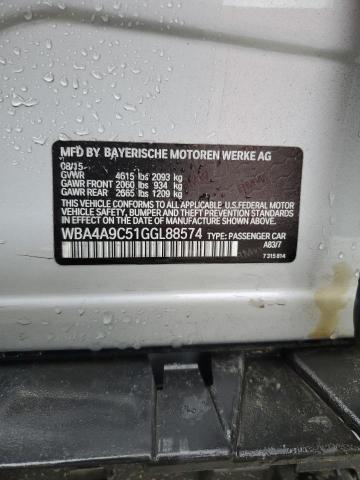 MFD BY BAYERISCHE MOTOREN WERKE AG
08/15
GVWR 4615 lbs 2093 kg
GAWR FRONT 2060 lbs 934 kg
GAWR REAR 2665 lbs 1209 kg
THIS VEHICLE CONFORMS TO ALL APPLICABLE U.S.FEDERAL MOTOR
VEHICLE SAFETY, BUMPER, AND THEFT PREVENTION STANDARDS
IN EFFECT ON THE DATE OF MANUFACTURE SHOWN ABOVE.
WBA4A9C51GGL88574 TYPE: PASSENGER CAR
A83/7
7 315 814